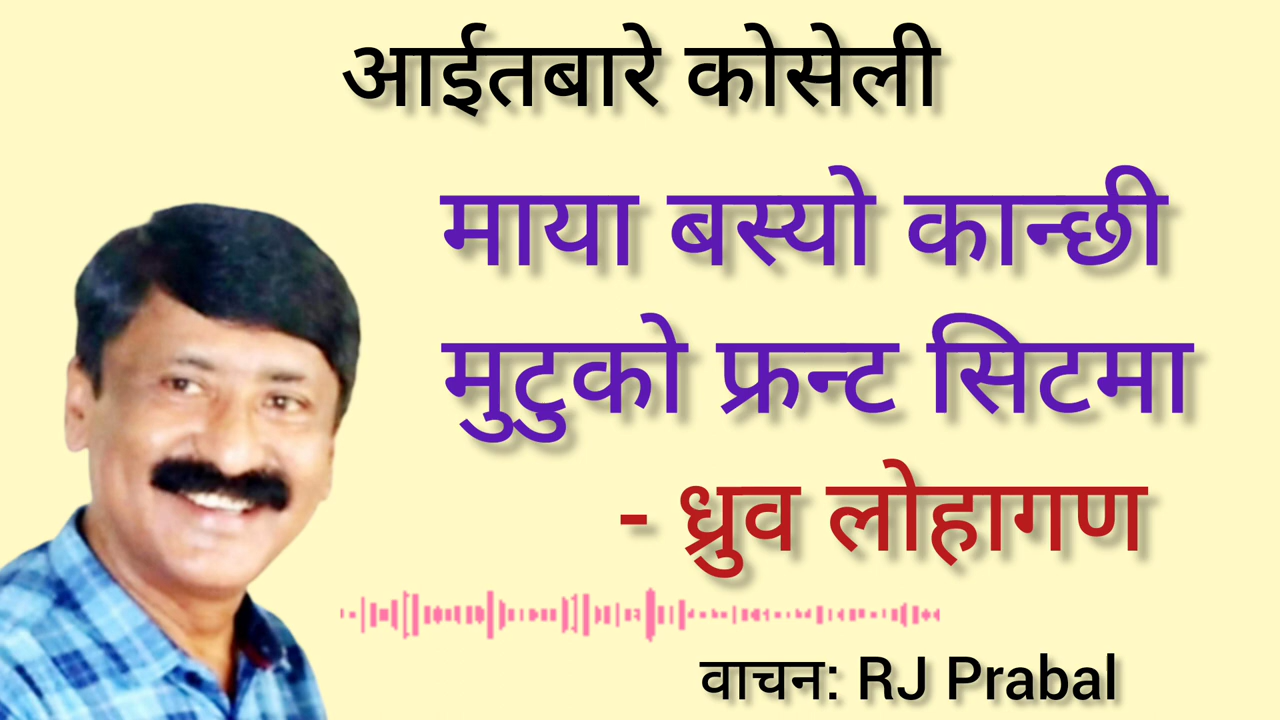 आईतबारे कोसेली
माया बस्यो कान्छी
मुटुको फ्रन्ट सिटमा
- ध्रुव लोहागण
वाचन: RJ Prabal